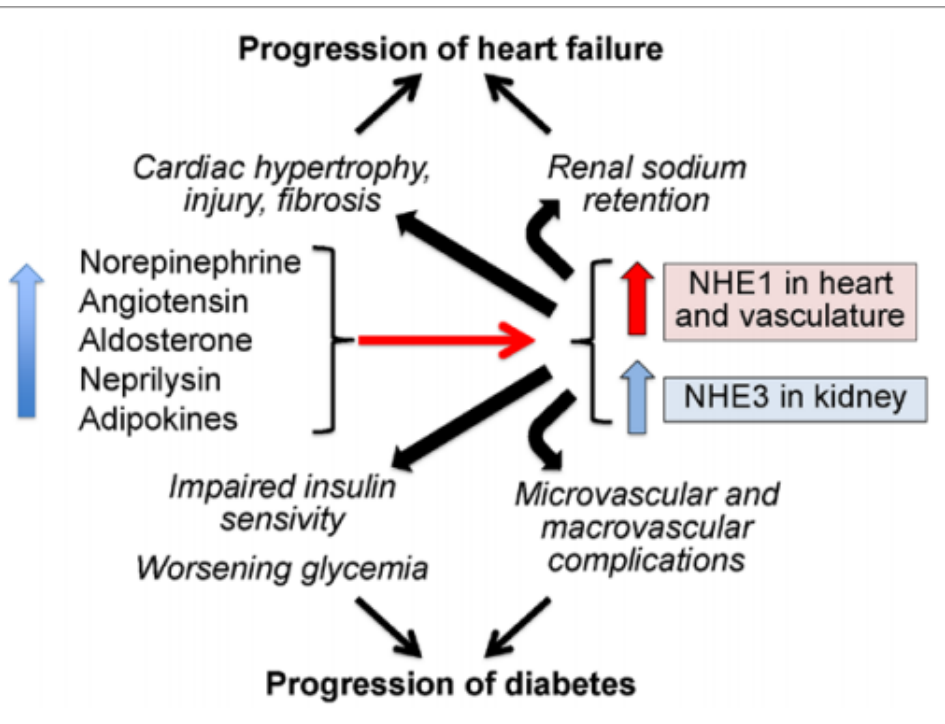 Progression of heart failure
Cardiac hypertrophy,
injury, fibrosis
Renal sodium
retention
Norepinephrine
Angiotensin
Aldosterone
Neprilysin
Adipokines
NHE1 in heart
and vasculature
NHE3 in kidney
Impaired insulin
sensivity
Worsening glycemia
Microvascular and
macrovascular
complications
Progression of diabetes